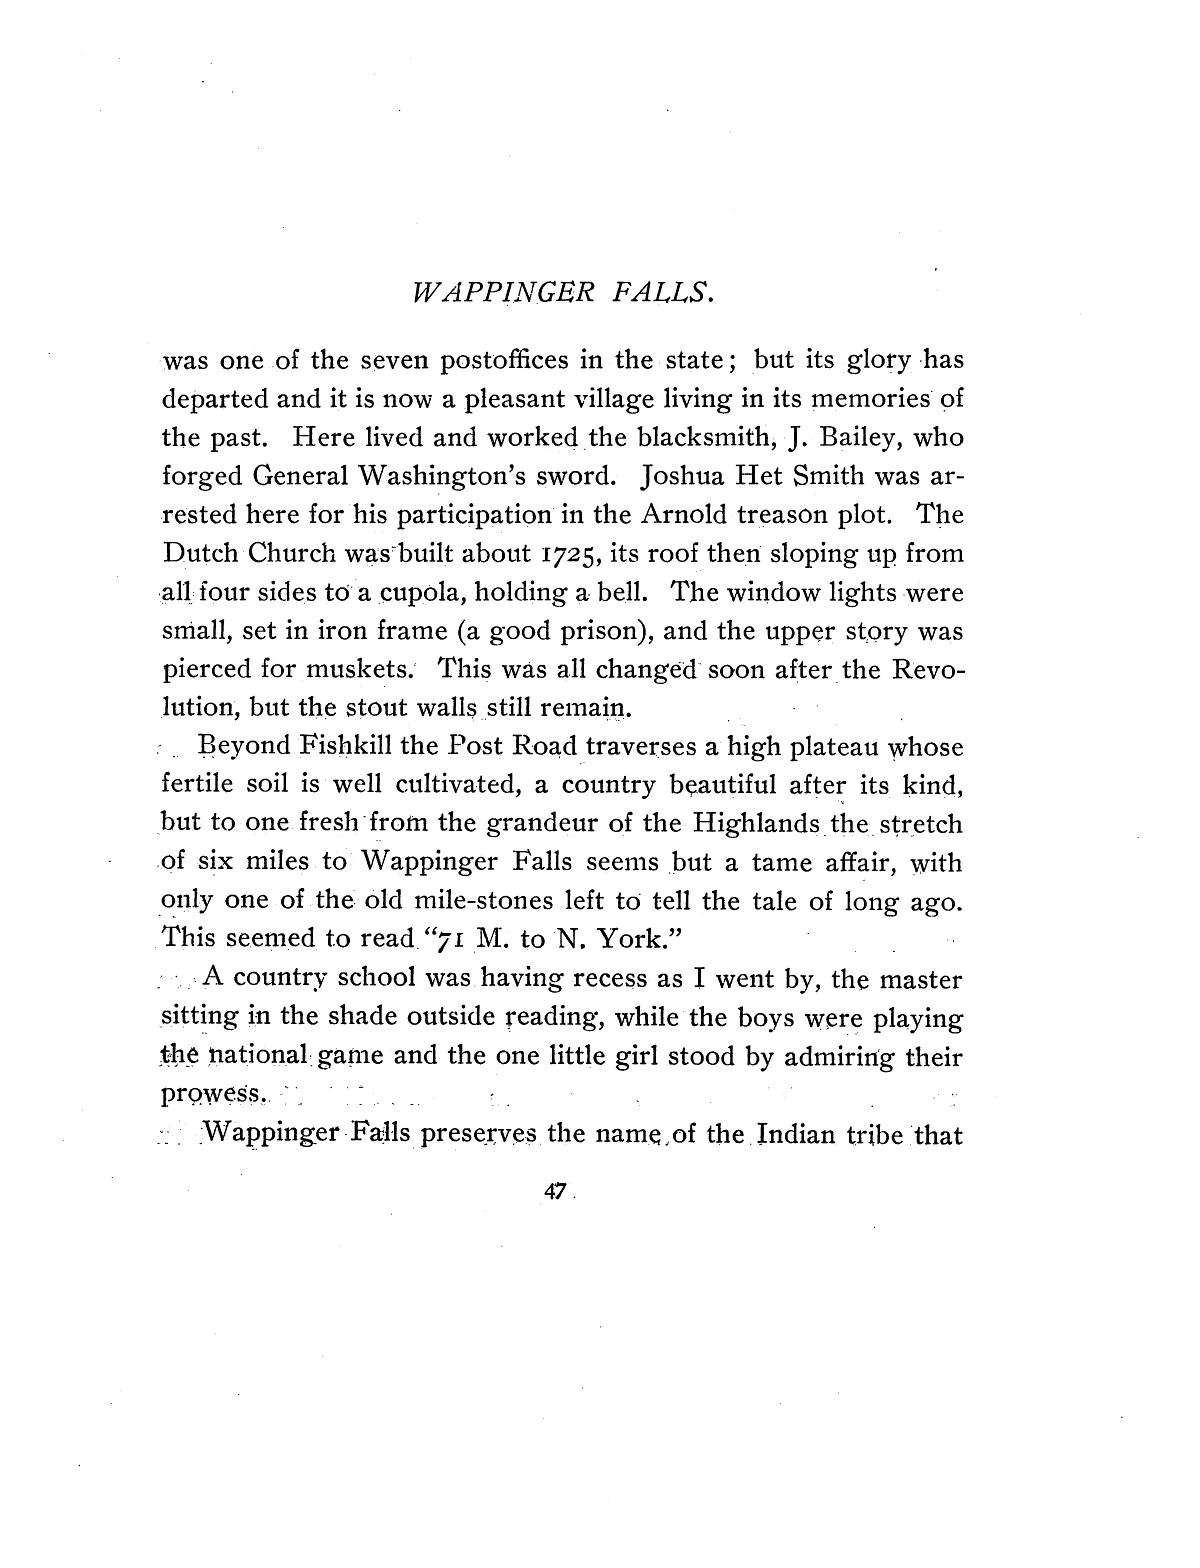 WAPPINGER FALLS.
was one of the seven postoffices in the state; but its glory has
departed and it is now a pleasant village living in its memories of
the past. Here lived and worked the blacksmith, J. Bailey, who
forged General Washington's sword. Joshua Het Smith was ar-
rested here for his participation in the Arnold treason plot. The
Dutch Church was built about 1725, its roof then sloping up from
all four sides to a cupola, holding a bell. The window lights were
small, set in iron frame (a good prison), and the upper story was
pierced for muskets. This was all changed soon after the Revo-
lution, but the stout walls still remain.
Beyond Fishkill the Post Road traverses a high plateau whose
fertile soil is well cultivated, a country beautiful after its kind,
but to one fresh from the grandeur of the Highlands the stretch
of six miles to Wappinger Falls seems but a tame affair, with
only one of the old mile-stones left to tell the tale of long ago.
This seemed to read "71 M. to N. York."
A country school was having recess as I went by, the master
sitting in the shade outside reading, while the boys were playing
the national game and the one little girl stood by admiring their
prowess.
Wappinger Falls preserves the name of the Indian tribe that
47